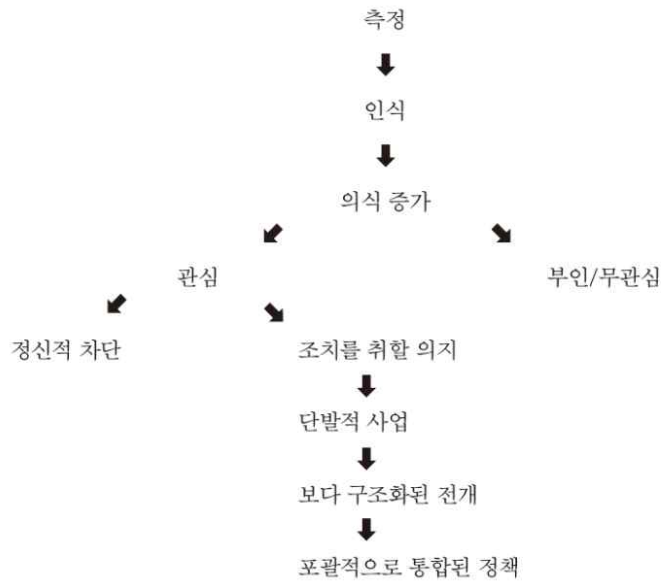 측정
인식
의식 증가
관심
부인/무관심
정신적 차단
조치를 취할 의지
단발적 사업
보다 구조화된 전개
포괄적으로 통합된 정책